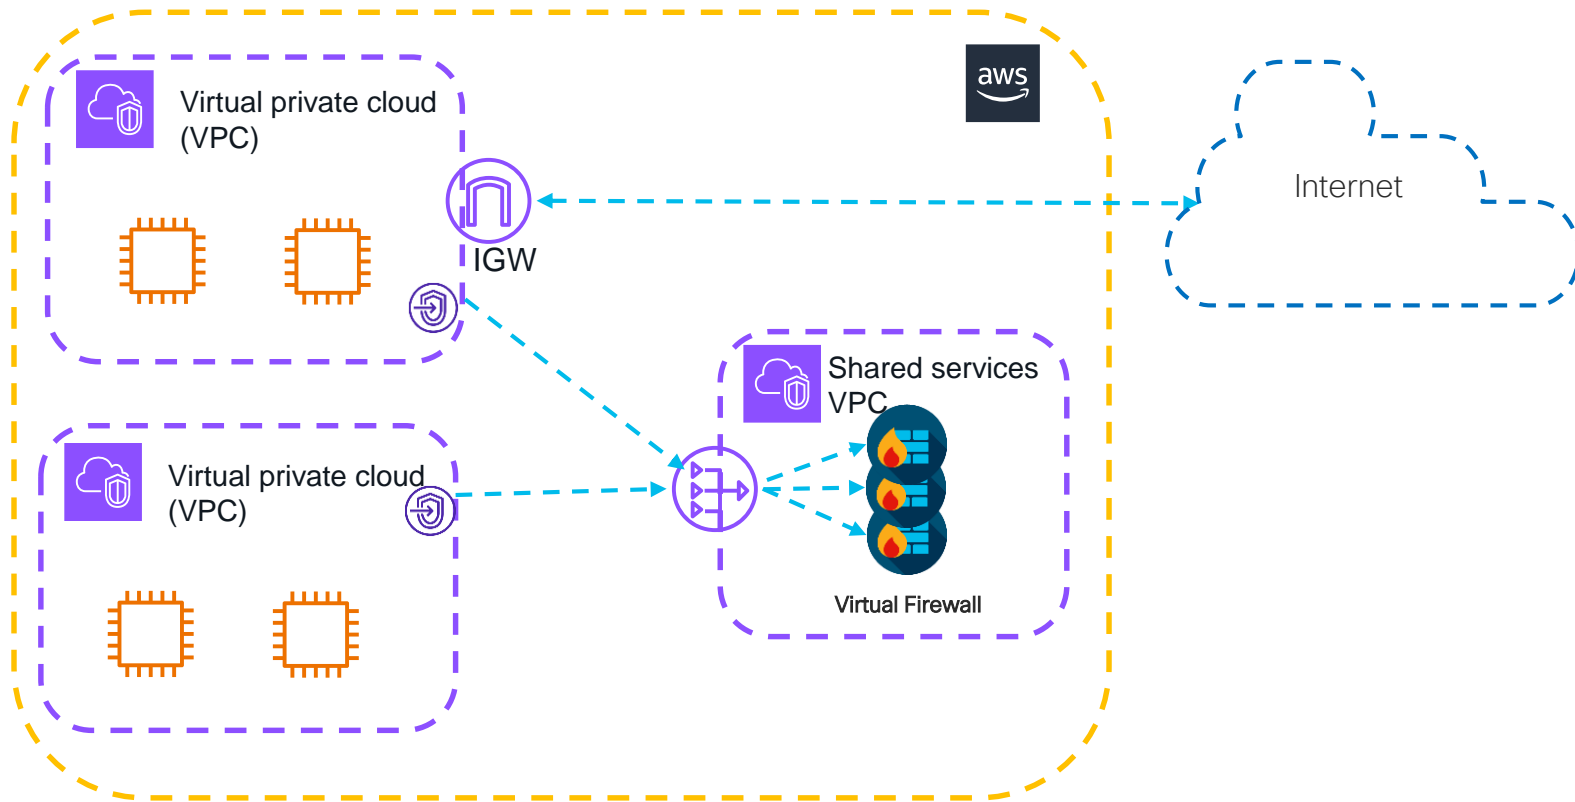 Virtual private cloud
(VPC)
aws
Internet
IGW
Shared services
VPC
Virtual private cloud
(VPC)
Virtual Firewall